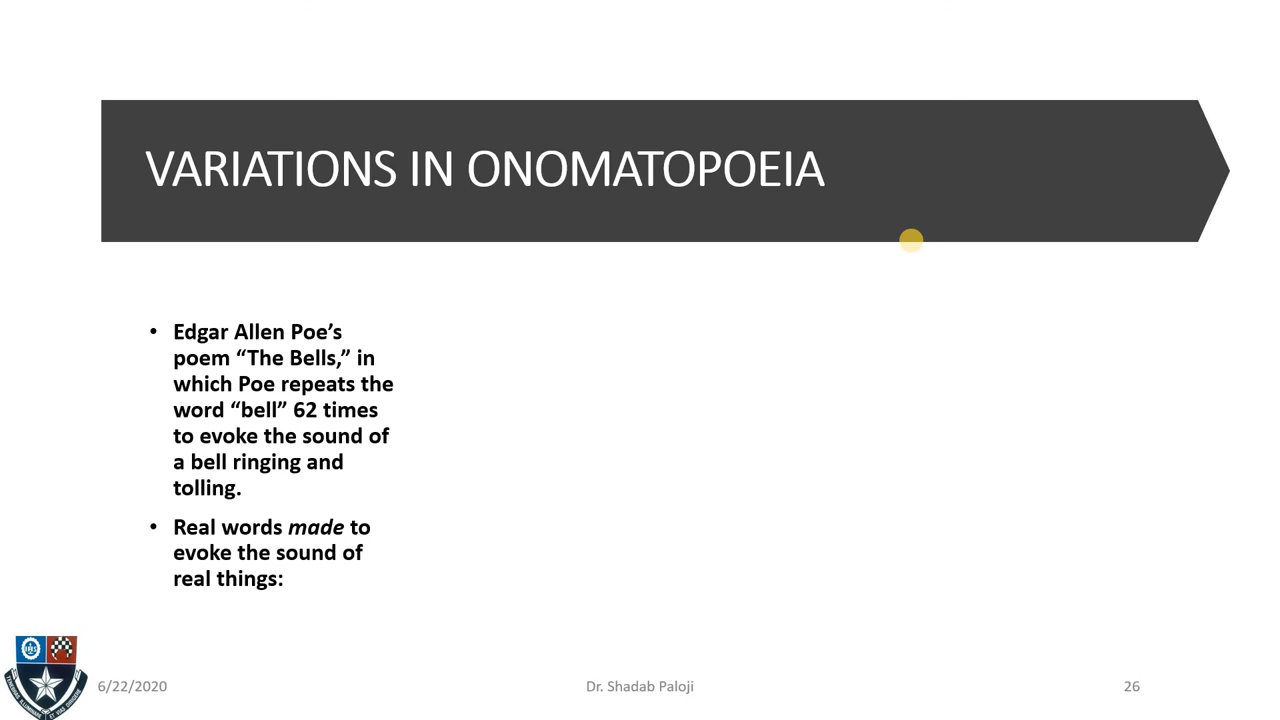 VARIATIONS IN ONOMATOPOEIA
• Edgar Allen Poe’s
poem “The Bells,” in
which Poe repeats the
word “bell” 62 times
to evoke the sound of
a bell ringing and
tolling.
• Real words made to
evoke the sound of
real things:
6/22/2020
Dr. Shadab Paloji
26